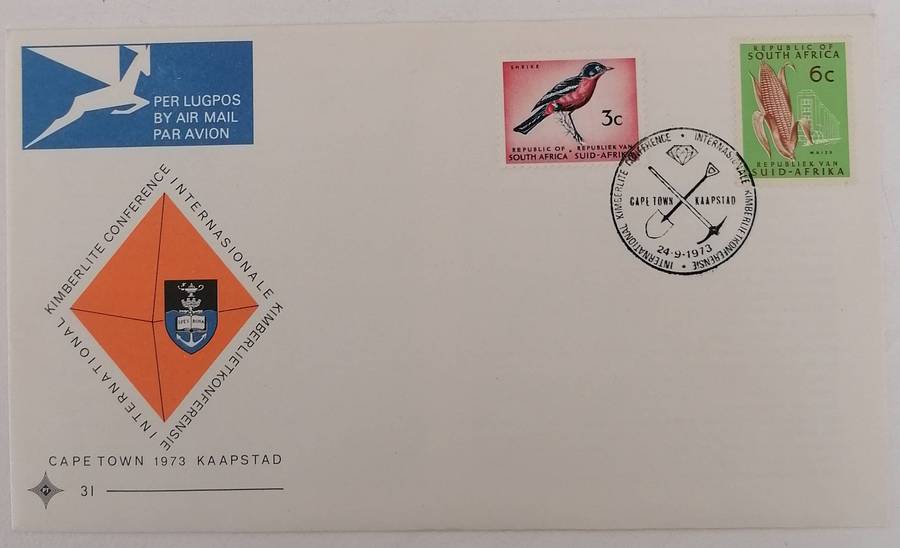 PER LUGPOS
BY AIR MAIL
PAR AVION
SHRIKE
3c
REPUBLIC OF REPUBLIEK VAN
SOUTH AFRICA SUID-AFRIKA
REPUBLIC OF
SOUTH AFRICA
6c
MAIZE
REPUBLIEK VAN
SUID-AFRIKA
INTERNATIONAL KIMBERLITE CONFERENCE • INTERNASIONALE KIMBERLIETKONFERENSIE •
CAPE TOWN KAAPSTAD
24·9·1973
INTERNATIONAL KIMBERLITE CONFERENCE
INTERNASIONALE KIMBERLIETKONFERENSIE
SPES BONA
CAPE TOWN 1973 KAAPSTAD
31